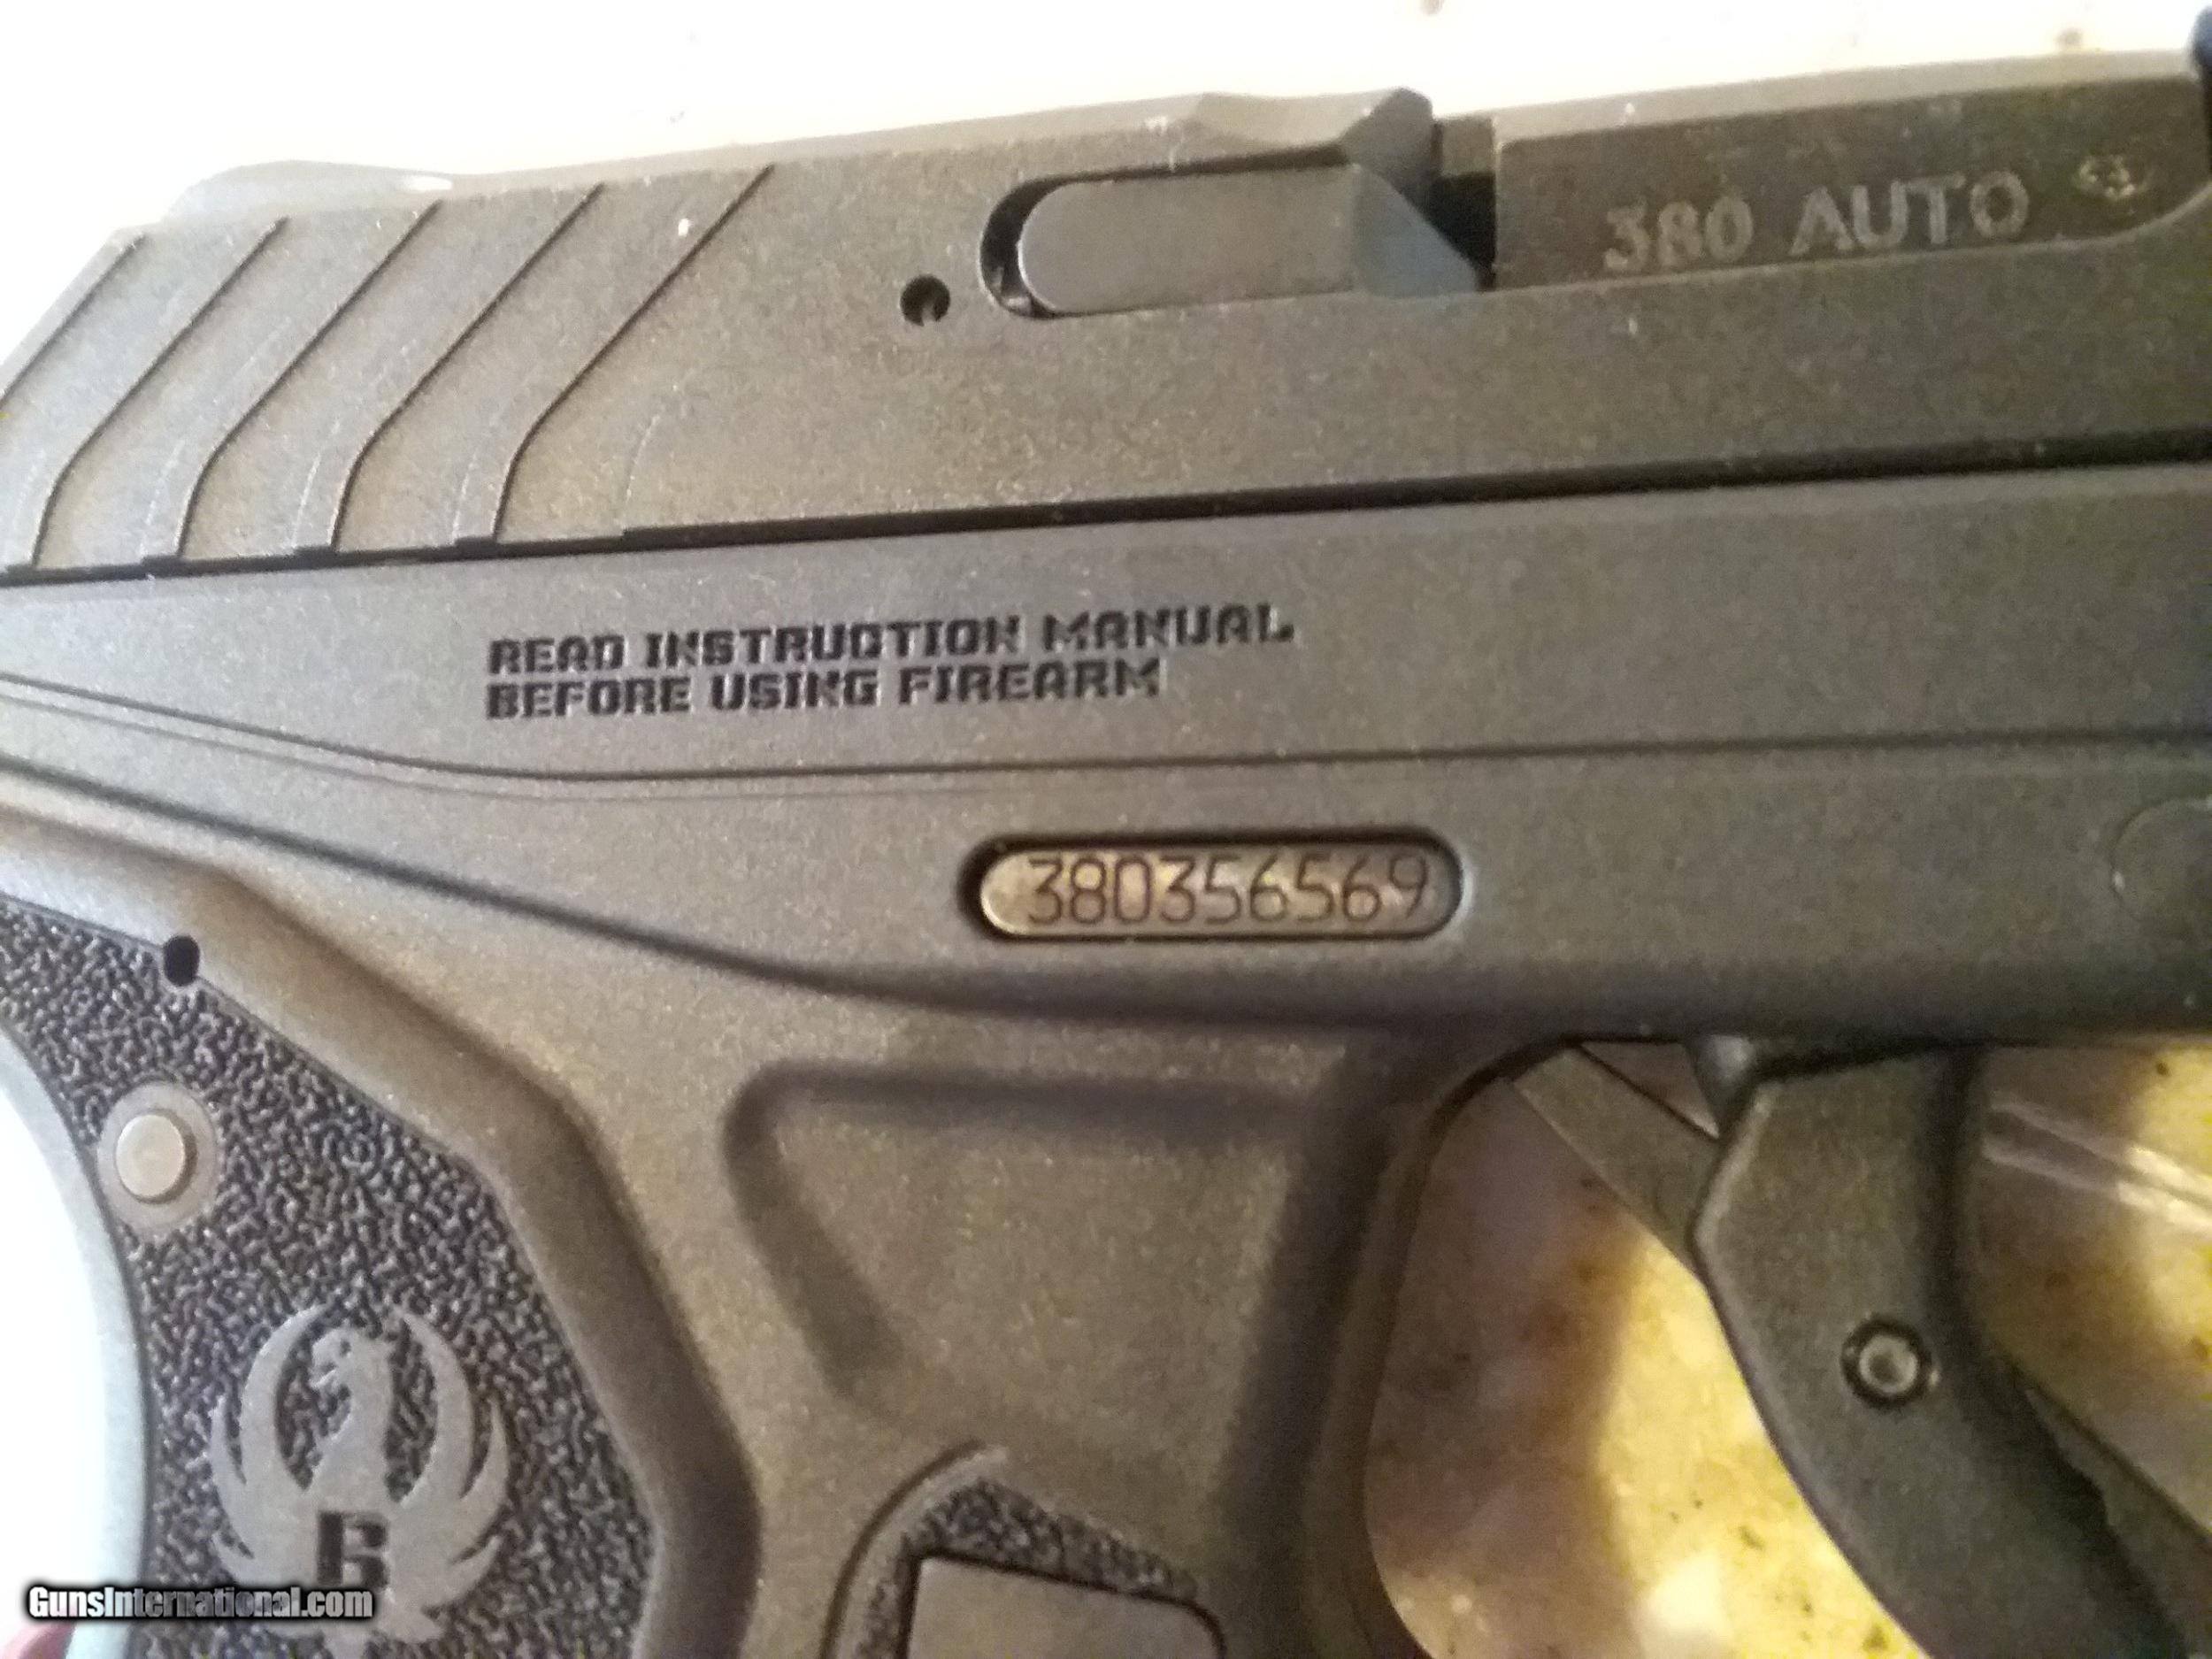 380 AUTO
READ INSTRUCTION MANUAL
BEFORE USING FIREARM
380356569
R
GunsInternational.com